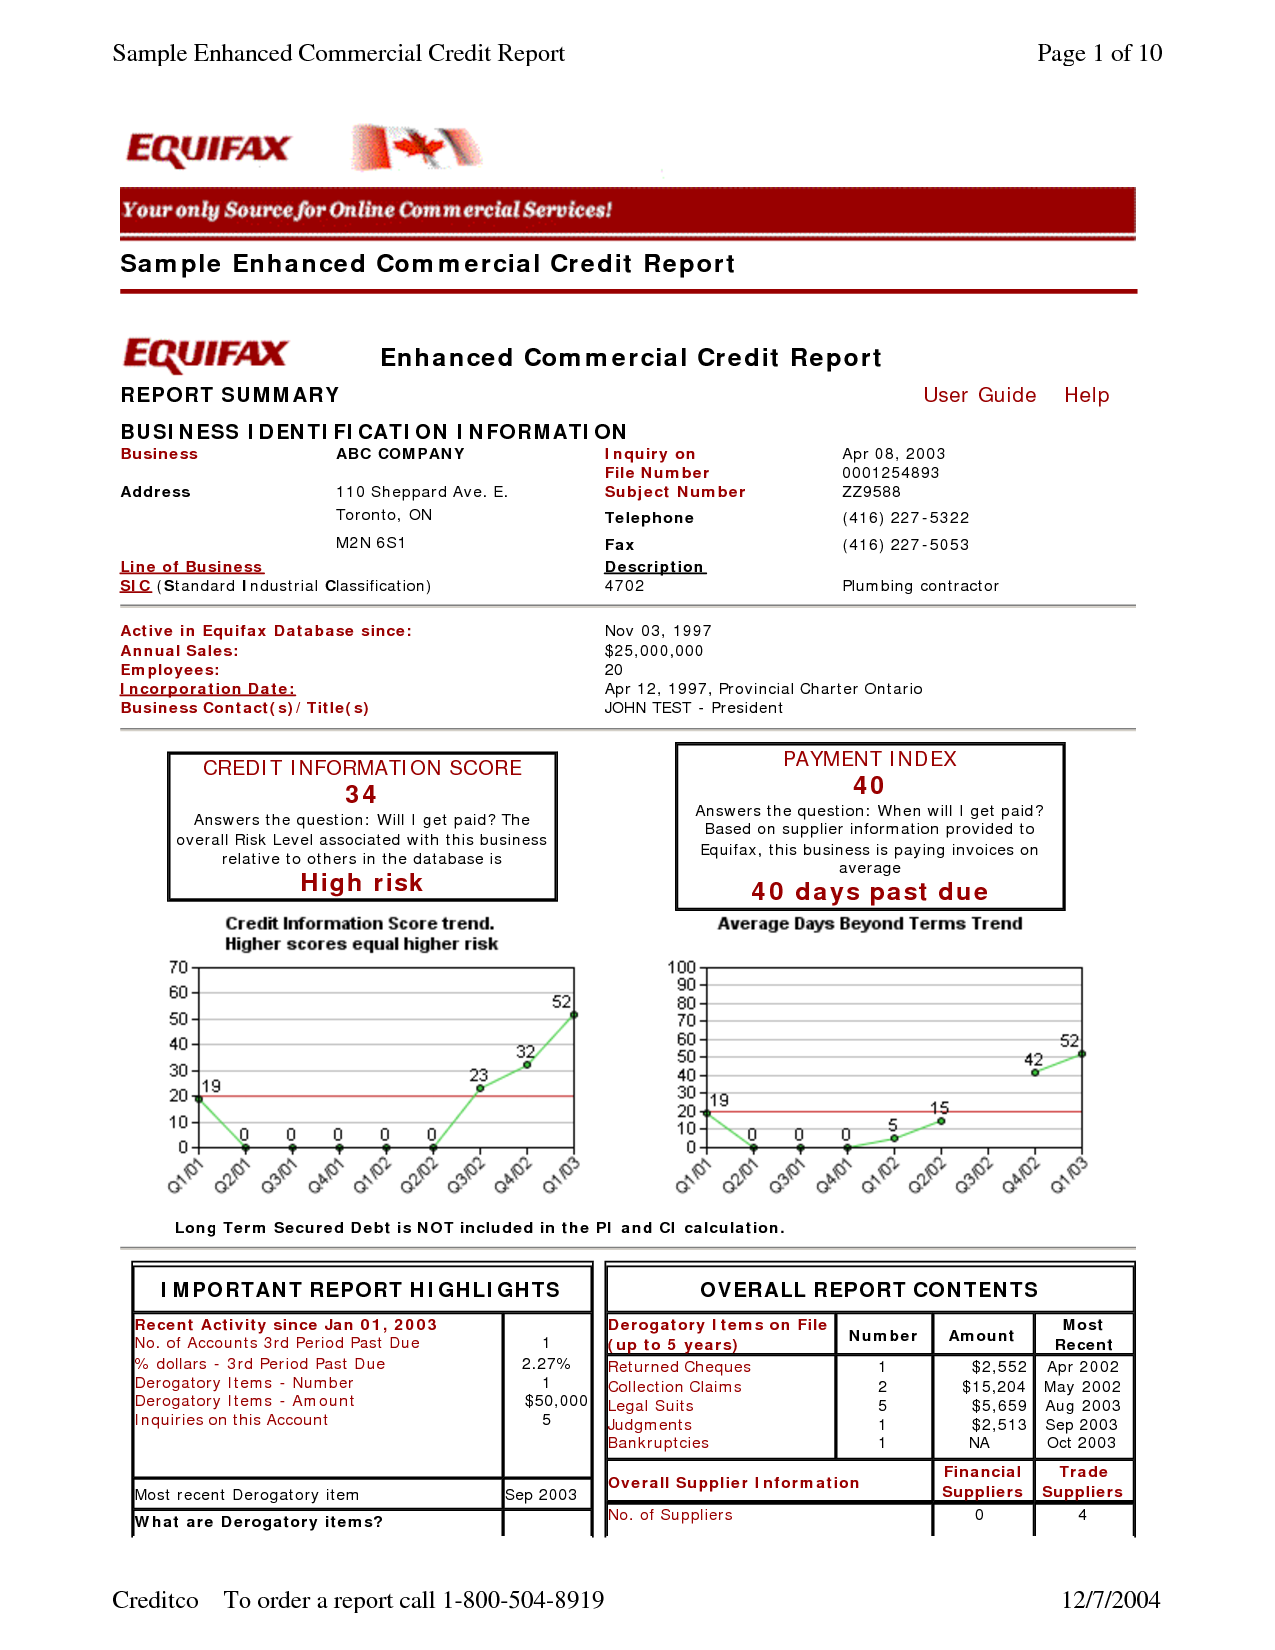 Sample Enhanced Commercial Credit Report Page 1 of 10
EQUIFAX
Your only Source for Online Commercial Services!
Sample Enhanced Commercial Credit Report
EQUIFAX Enhanced Commercial Credit Report
REPORT SUMMARY User Guide Help
BUSINESS IDENTIFICATION INFORMATION
Business ABC COMPANY Inquiry on Apr 08, 2003
File Number 0001254893
Address 110 Sheppard Ave. E. Subject Number ZZ9588
Toronto, ON Telephone (416) 227-5322
M2N 6S1 Fax (416) 227-5053
Line of Business Description
SIC (Standard Industrial Classification) 4702 Plumbing contractor
Active in Equifax Database since: Nov 03, 1997
Annual Sales: $25,000,000
Employees: 20
Incorporation Date: Apr 12, 1997, Provincial Charter Ontario
Business Contact(s)/ Title(s) JOHN TEST - President
CREDIT INFORMATION SCORE
34
Answers the question: Will I get paid? The
overall Risk Level associated with this business
relative to others in the database is
High risk
PAYMENT INDEX
40
Answers the question: When will I get paid?
Based on supplier information provided to
Equifax, this business is paying invoices on
average
40 days past due
Credit Information Score trend.
Higher scores equal higher risk
70
60
50
40
30
20
10
0
19 0 0 0 0 0 23 32 52
Q1/01 Q2/01 Q3/01 Q4/01 Q1/02 Q2/02 Q3/02 Q4/02 Q1/03
Average Days Beyond Terms Trend
100
90
80
70
60
50
40
30
20
10
0
19 0 0 0 5 15 42 52
Q1/01 Q2/01 Q3/01 Q4/01 Q1/02 Q2/02 Q3/02 Q4/02 Q1/03
Long Term Secured Debt is NOT included in the PI and CI calculation.
IMPORTANT REPORT HIGHLIGHTS
Recent Activity since Jan 01, 2003
No. of Accounts 3rd Period Past Due 1
% dollars - 3rd Period Past Due 2.27%
Derogatory Items - Number 1
Derogatory Items - Amount $50,000
Inquiries on this Account 5
Most recent Derogatory item Sep 2003
What are Derogatory items?
OVERALL REPORT CONTENTS
Derogatory Items on File (up to 5 years) Number Amount Most Recent
Returned Cheques 1 $2,552 Apr 2002
Collection Claims 2 $15,204 May 2002
Legal Suits 5 $5,659 Aug 2003
Judgments 1 $2,513 Sep 2003
Bankruptcies 1 NA Oct 2003
Overall Supplier Information Financial Suppliers Trade Suppliers
No. of Suppliers 0 4
Creditco To order a report call 1-800-504-8919 12/7/2004